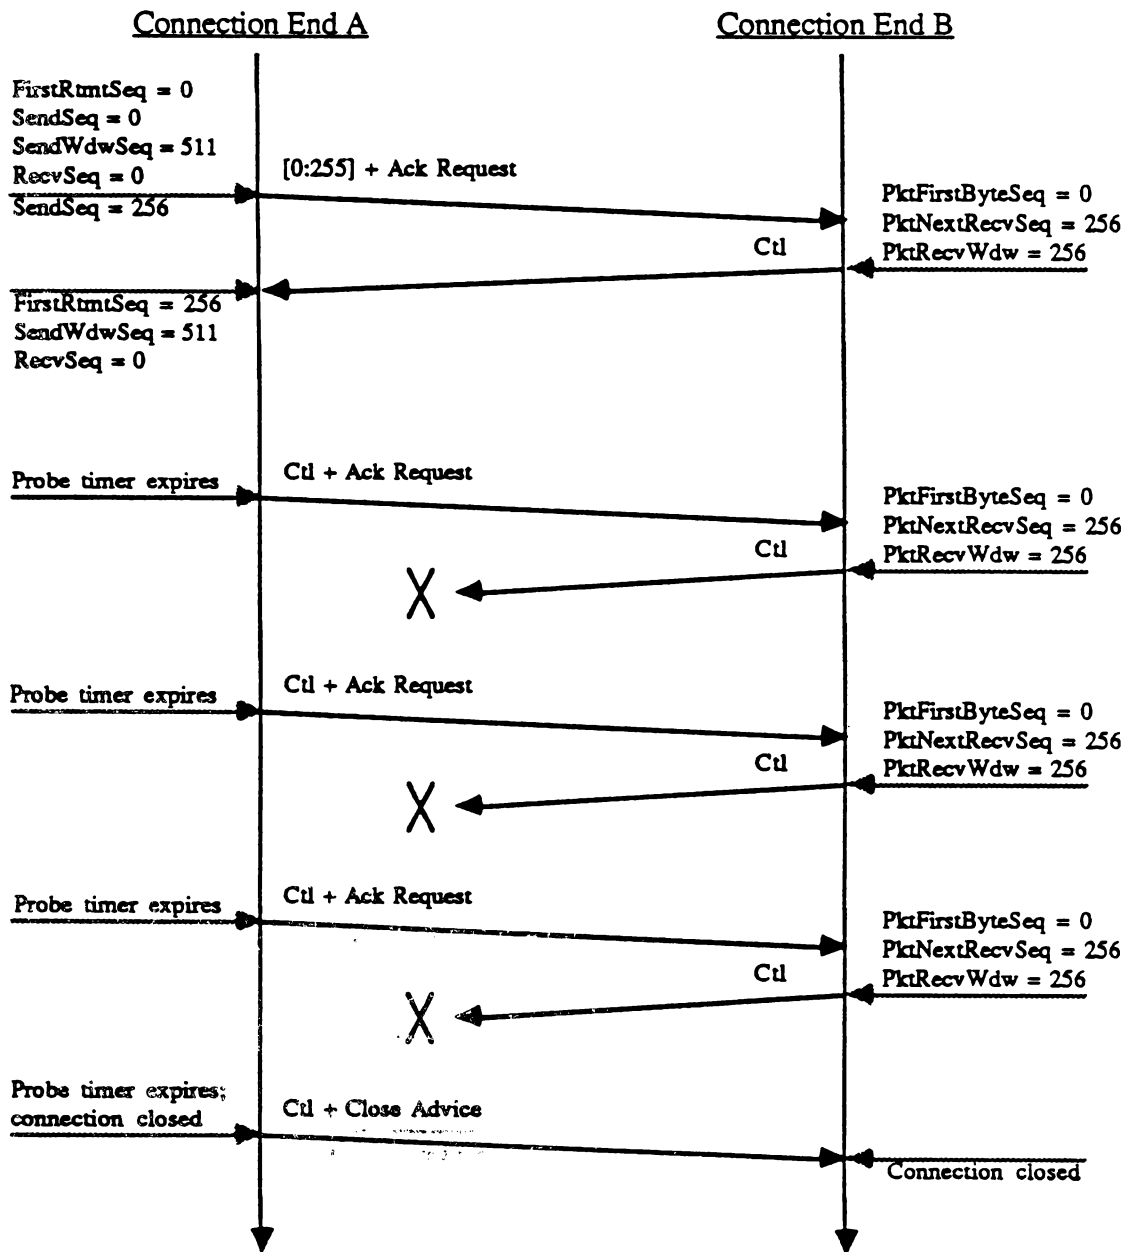 Connection End A
Connection End B
FirstRtmtSeq = 0
SendSeq = 0
SendWdwSeq = 511
RecvSeq = 0
[0:255] + Ack Request
SendSeq = 256
PktFirstByteSeq = 0
PktNextRecvSeq = 256
PktRecvWdw = 256
Ctl
FirstRtmtSeq = 256
SendWdwSeq = 511
RecvSeq = 0
Probe timer expires
Ctl + Ack Request
PktFirstByteSeq = 0
PktNextRecvSeq = 256
PktRecvWdw = 256
Ctl
X
Probe timer expires
Ctl + Ack Request
PktFirstByteSeq = 0
PktNextRecvSeq = 256
PktRecvWdw = 256
Ctl
X
Probe timer expires
Ctl + Ack Request
PktFirstByteSeq = 0
PktNextRecvSeq = 256
PktRecvWdw = 256
Ctl
X
Probe timer expires;
connection closed
Ctl + Close Advice
Connection closed